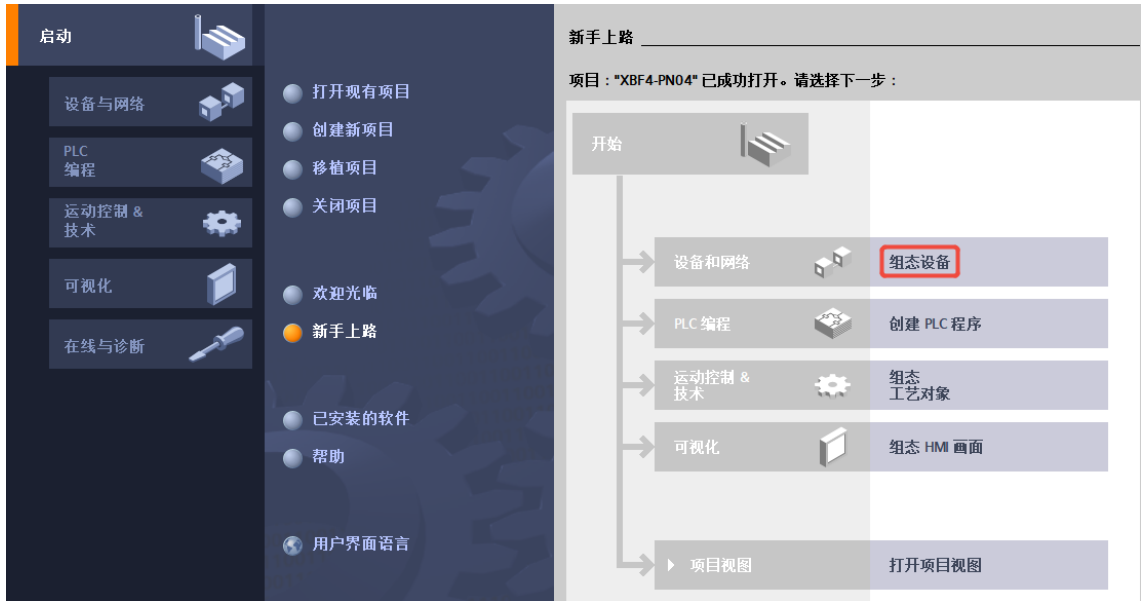 启动
设备与网络
PLC
编程
运动控制 &
技术
可视化
在线与诊断
打开现有项目
创建新项目
移植项目
关闭项目
欢迎光临
新手上路
已安装的软件
帮助
用户界面语言
新手上路
项目："XBF4-PN04" 已成功打开。请选择下一步：
开始
设备和网络
组态设备
PLC 编程
创建 PLC 程序
运动控制 &
技术
组态
工艺对象
可视化
组态 HMI 画面
项目视图
打开项目视图